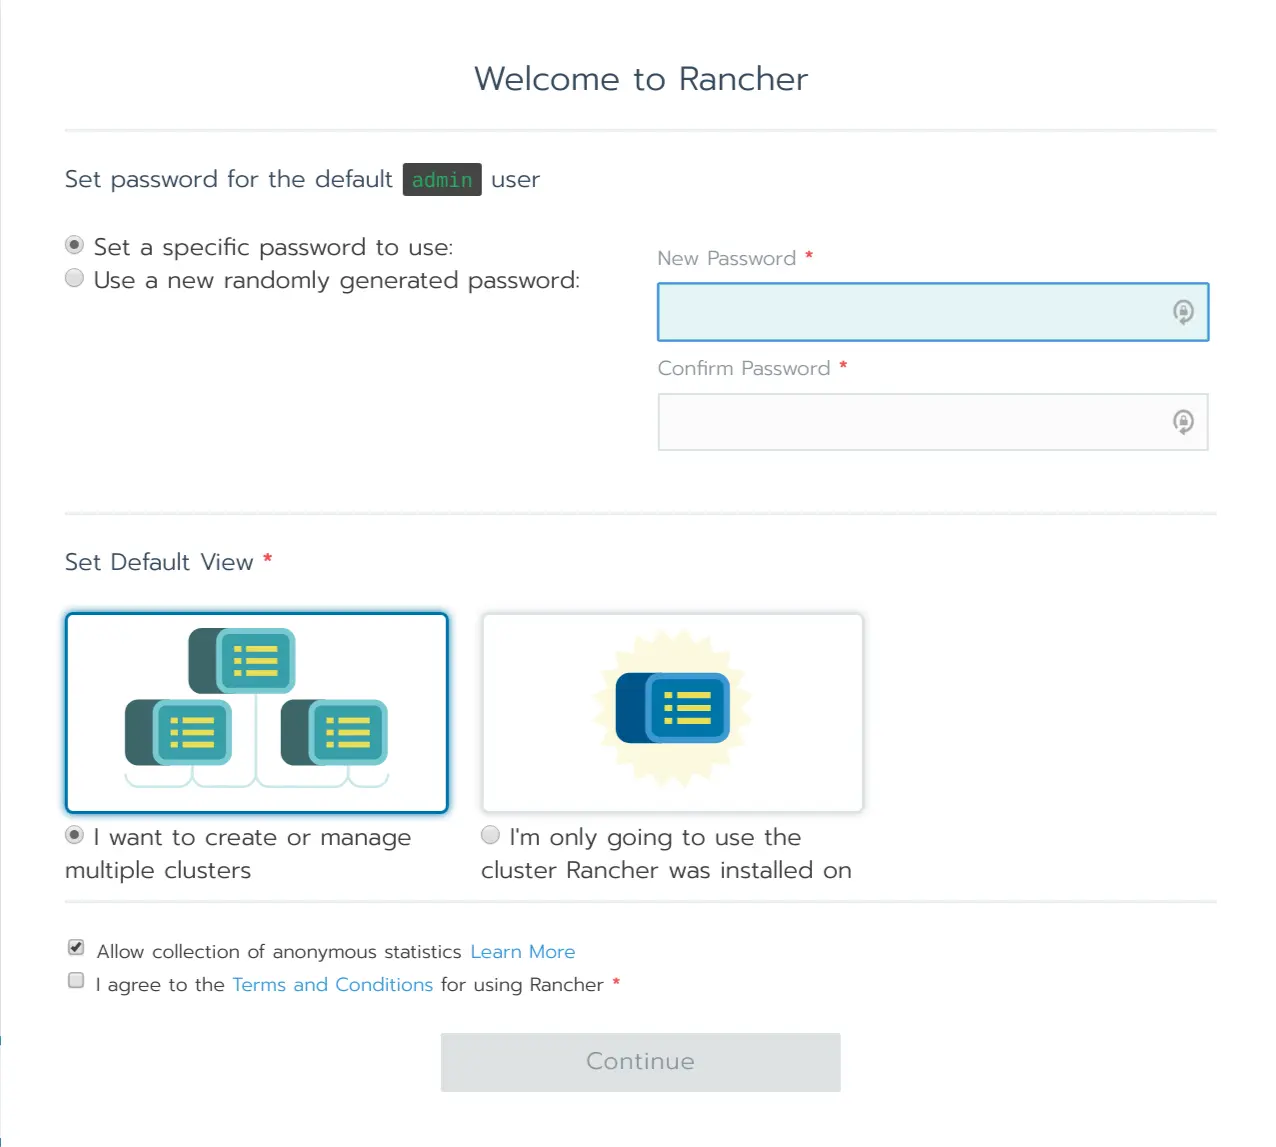 Welcome to Rancher
Set password for the default admin user
Set a specific password to use:
Use a new randomly generated password:
New Password *
Confirm Password *
Set Default View *
I want to create or manage
multiple clusters
I'm only going to use the
cluster Rancher was installed on
Allow collection of anonymous statistics Learn More
I agree to the Terms and Conditions for using Rancher *
Continue